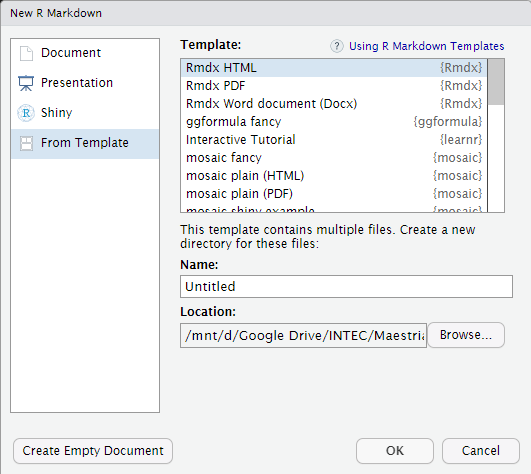 New R Markdown
Document
Presentation
Shiny
From Template
Template:
Using R Markdown Templates
Rmdx HTML {Rmdx}
Rmdx PDF {Rmdx}
Rmdx Word document (Docx) {Rmdx}
ggformula fancy {ggformula}
Interactive Tutorial {learnr}
mosaic fancy {mosaic}
mosaic plain (HTML) {mosaic}
mosaic plain (PDF) {mosaic}
mosaic shiny example {mosaic}
This template contains multiple files. Create a new
directory for these files:
Name:
Untitled
Location:
/mnt/d/Google Drive/INTEC/Maestria
Browse...
Create Empty Document
OK
Cancel